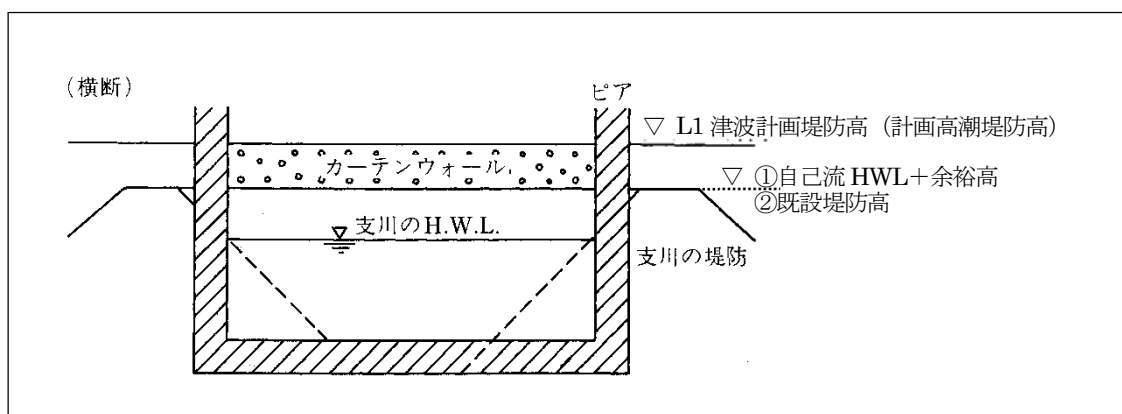 (横断)
ピア
▽ L1 津波計画堤防高(計画高潮堤防高)
カーテンウォール
▽ ①自己流 HWL+余裕高
②既設堤防高
支川のH.W.L.
支川の堤防